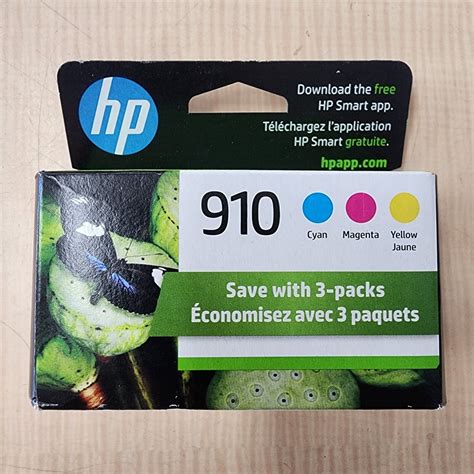 hp
Download the free
HP Smart app.
Téléchargez l'application
HP Smart gratuite.
hpapp.com
910
Cyan
Magenta
Yellow
Jaune
Save with 3-packs
Économisez avec 3 paquets